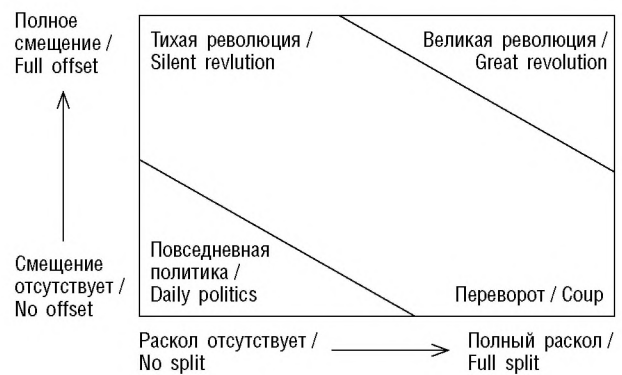 Полное
смещение /
Full offset
Тихая революция /
Silent revlution
Великая революция /
Great revolution
Смещение
отсутствует /
No offset
Повседневная
политика /
Daily politics
Переворот / Coup
Раскол отсутствует /
No split
Полный раскол /
Full split